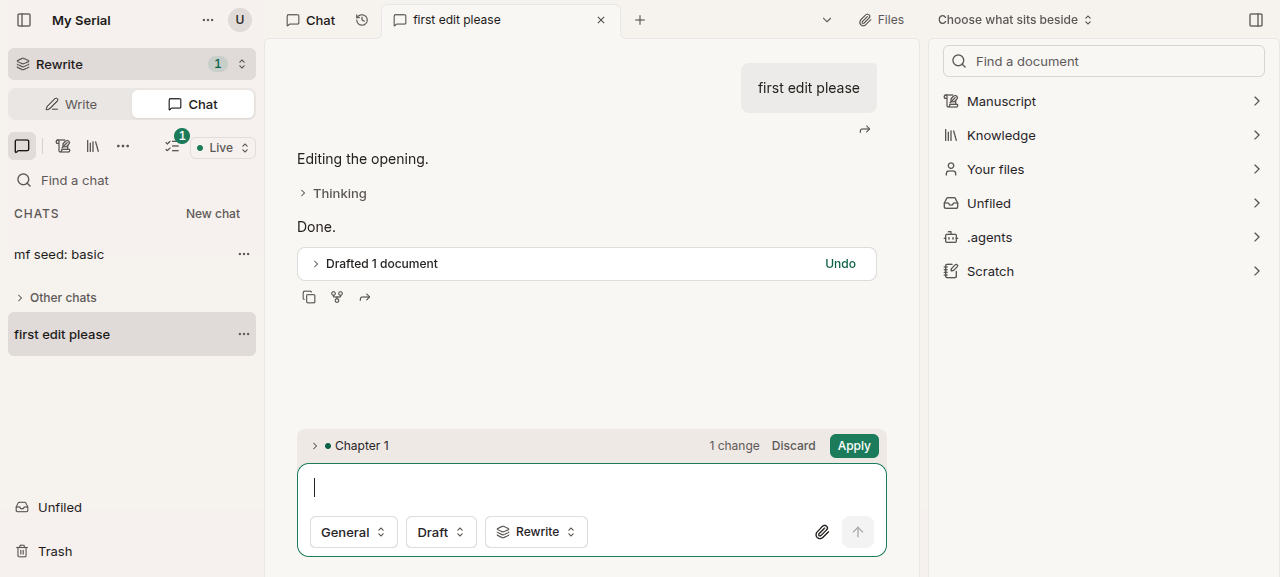 My Serial
U
Rewrite
1
Write
Chat
1
Live
Find a chat
CHATS
New chat
mf seed: basic
Other chats
first edit please
Unfiled
Trash
Chat
first edit please
Files
first edit please
Editing the opening.
Thinking
Done.
Drafted 1 document
Undo
Chapter 1
1 change
Discard
Apply
General
Draft
Rewrite
Choose what sits beside
Find a document
Manuscript
Knowledge
Your files
Unfiled
.agents
Scratch